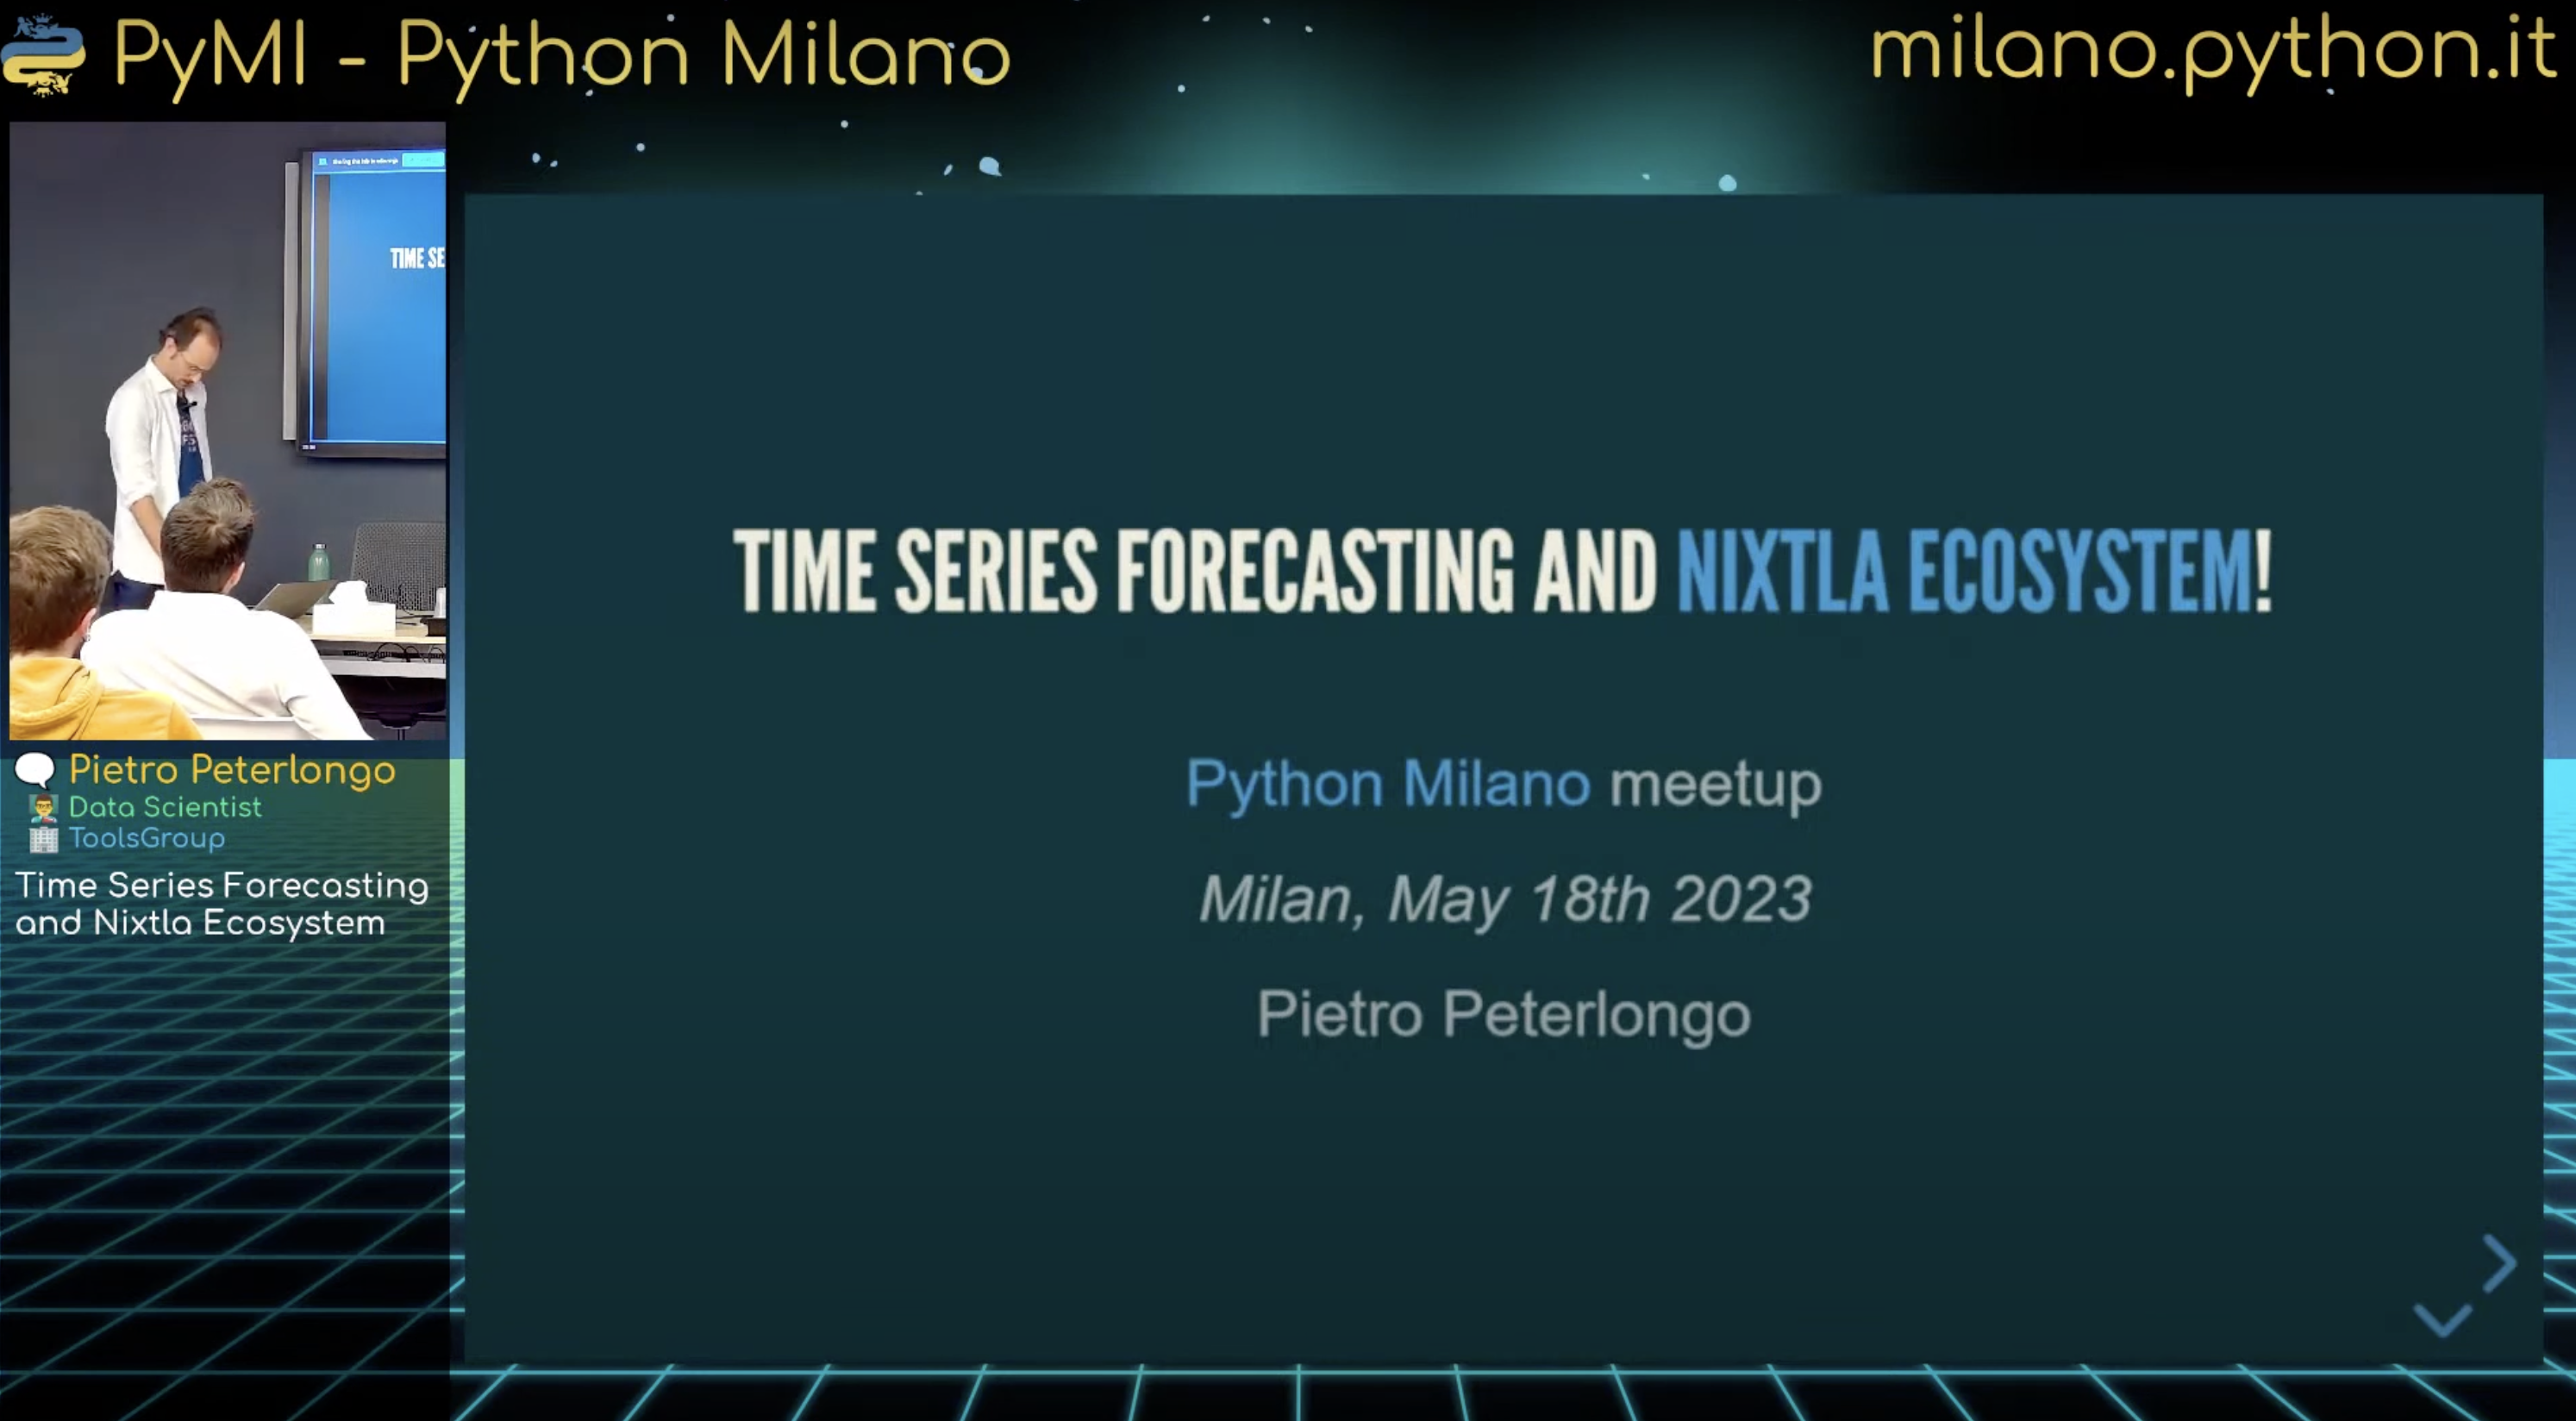 PyMI - Python Milano
milano.python.it
TIME SE
TIME SERIES FORECASTING AND NIXTLA ECOSYSTEM!
Python Milano meetup
Milan, May 18th 2023
Pietro Peterlongo
Pietro Peterlongo
Data Scientist
ToolsGroup
Time Series Forecasting
and Nixtla Ecosystem